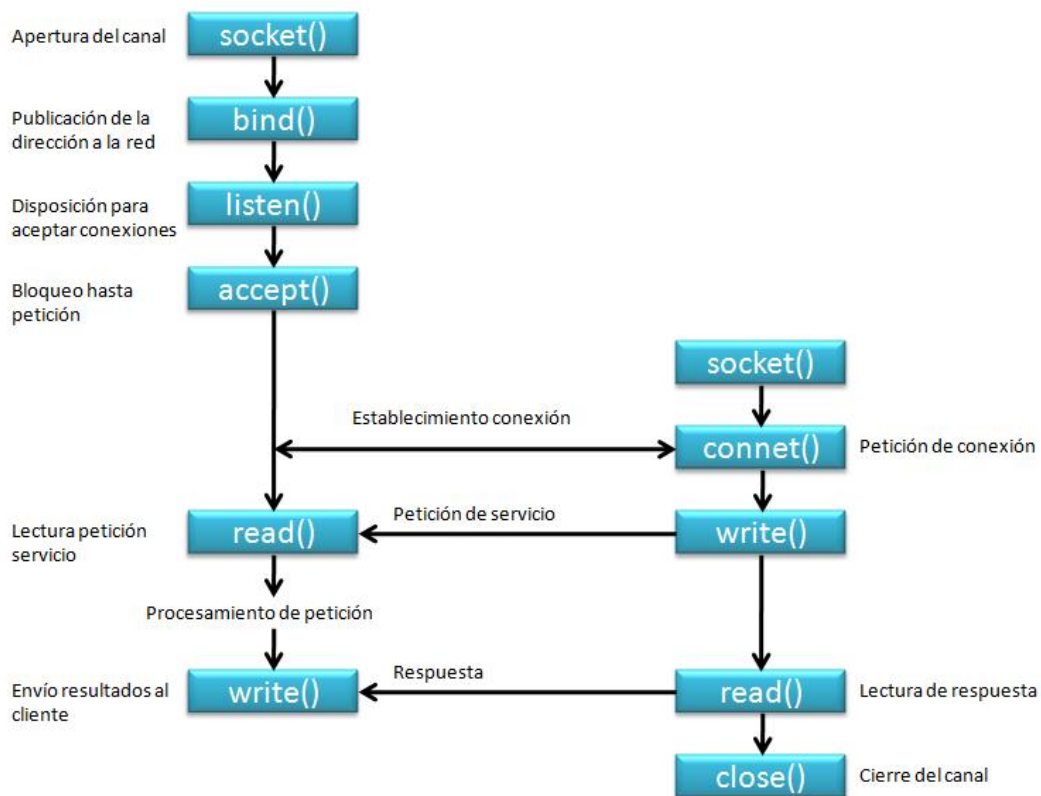 Apertura del canal
socket()
Publicación de la
dirección a la red
bind()
Disposición para
aceptar conexiones
listen()
Bloqueo hasta
petición
accept()
socket()
Establecimiento conexión
connet()
Petición de conexión
Lectura petición
servicio
read()
Petición de servicio
write()
Procesamiento de petición
Envío resultados al
cliente
write()
Respuesta
read()
Lectura de respuesta
close()
Cierre del canal